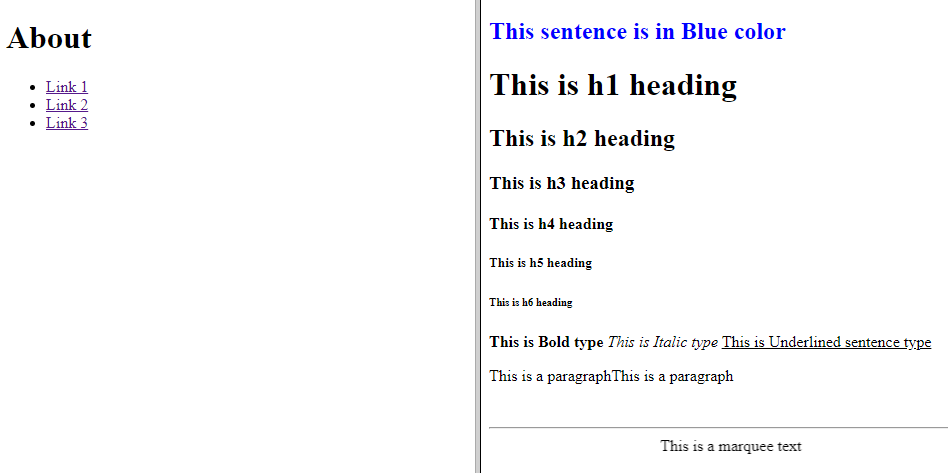 About
Link 1
Link 2
Link 3
This sentence is in Blue color
This is h1 heading
This is h2 heading
This is h3 heading
This is h4 heading
This is h5 heading
This is h6 heading
This is Bold type This is Italic type This is Underlined sentence type
This is a paragraphThis is a paragraph
This is a marquee text